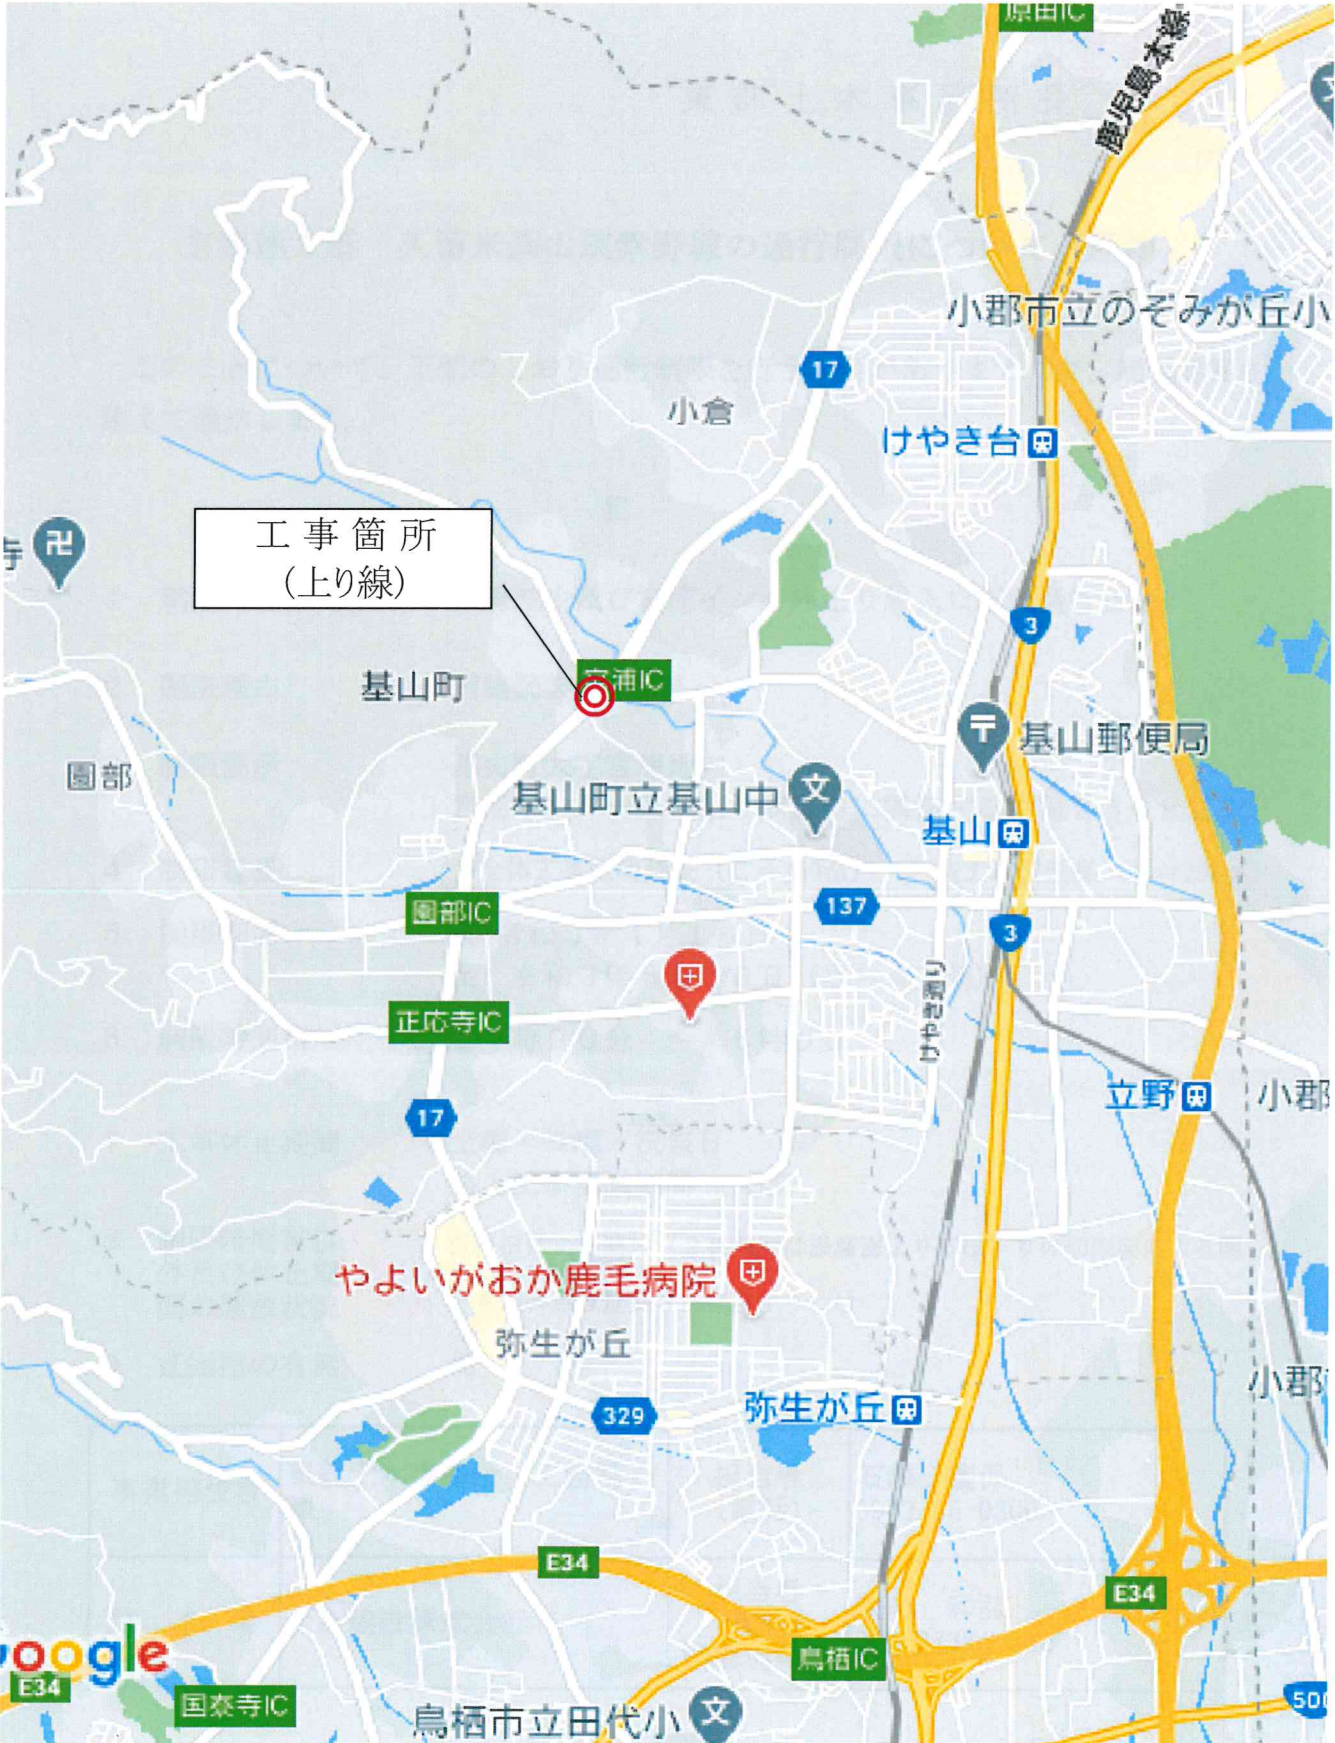 原田IC
鹿児島本線
小郡市立のぞみが丘小
17
小倉
けやき台
工事箇所
(上り線)
寺
3
浦IC
基山町
基山郵便局
園部
基山町立基山中
基山
園部IC
137
3
正応寺IC
けやき通り
立野
小郡
17
やよいがおか鹿毛病院
弥生が丘
小郡
329
弥生が丘
E34
E34
鳥栖IC
oogle
E34
国泰寺IC
鳥栖市立田代小
500